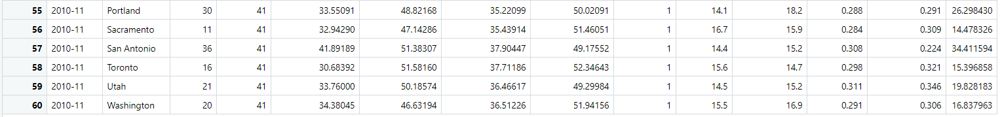 55 2010-11 Portland 30 41 33.55091 48.82168 35.22099 50.02091 1 14.1 18.2 0.288 0.291 26.298430
56 2010-11 Sacramento 11 41 32.94290 47.14286 35.43914 51.46051 1 16.7 15.9 0.284 0.309 14.478326
57 2010-11 San Antonio 36 41 41.89189 51.38307 37.90447 49.17552 1 14.4 15.2 0.308 0.224 34.411594
58 2010-11 Toronto 16 41 30.68392 51.58160 37.71186 52.34643 1 15.6 14.7 0.298 0.321 15.396858
59 2010-11 Utah 21 41 33.76000 50.18574 36.46617 49.29984 1 14.5 15.2 0.311 0.346 19.828183
60 2010-11 Washington 20 41 34.38045 46.63194 36.51226 51.94156 1 15.5 16.9 0.291 0.306 16.837963